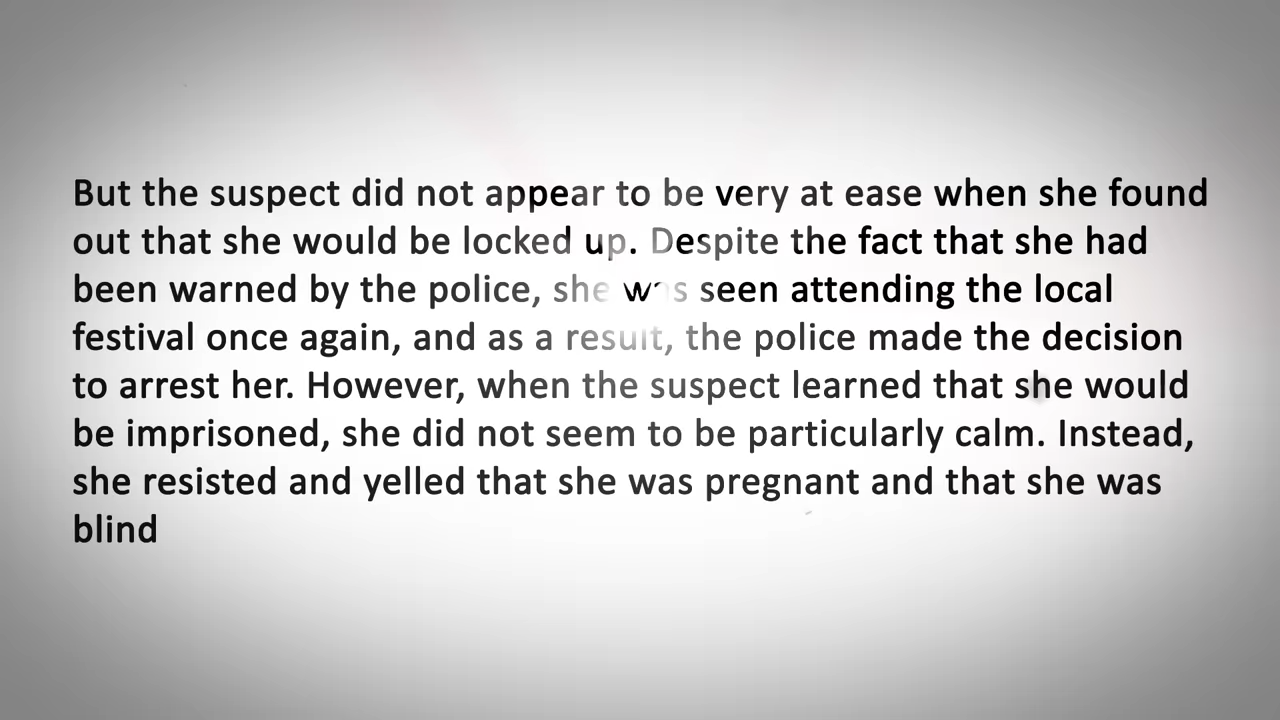 But the suspect did not appear to be very at ease when she found
out that she would be locked up. Despite the fact that she had
been warned by the police, she was seen attending the local
festival once again, and as a result, the police made the decision
to arrest her. However, when the suspect learned that she would
be imprisoned, she did not seem to be particularly calm. Instead,
she resisted and yelled that she was pregnant and that she was
blind